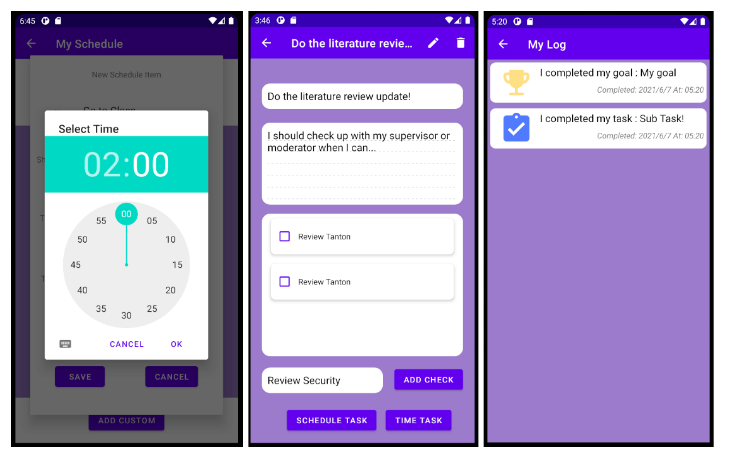 6:45
My Schedule
New Schedule Item
Go to Sleep
Select Time
02:00
00
05
10
15
20
25
30
35
40
45
50
55
CANCEL
OK
SAVE
CANCEL
ADD CUSTOM
3:46
Do the literature revie...
Do the literature review update!
I should check up with my supervisor or
moderator when I can...
Review Tanton
Review Tanton
Review Security
ADD CHECK
SCHEDULE TASK
TIME TASK
5:20
My Log
I completed my goal : My goal
Completed: 2021/6/7 At: 05:20
I completed my task : Sub Task!
Completed: 2021/6/7 At: 05:20